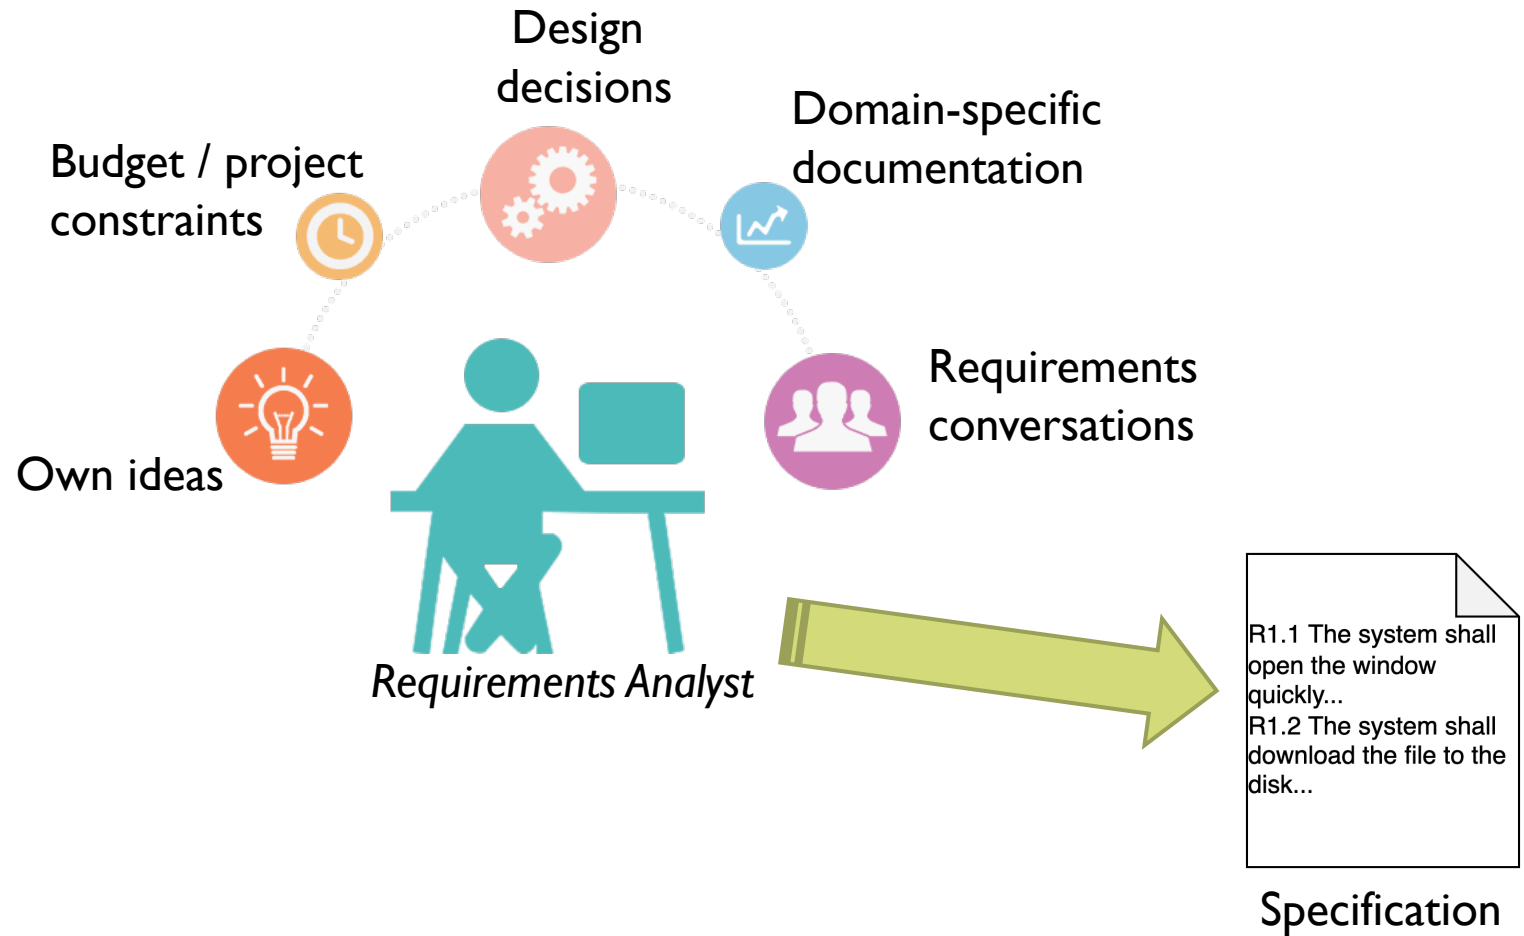 Design
decisions
Domain-specific
documentation
Budget / project
constraints
Requirements
conversations
Own ideas
Requirements Analyst
R1.1 The system shall
open the window
quickly...
R1.2 The system shall
download the file to the
disk...
Specification